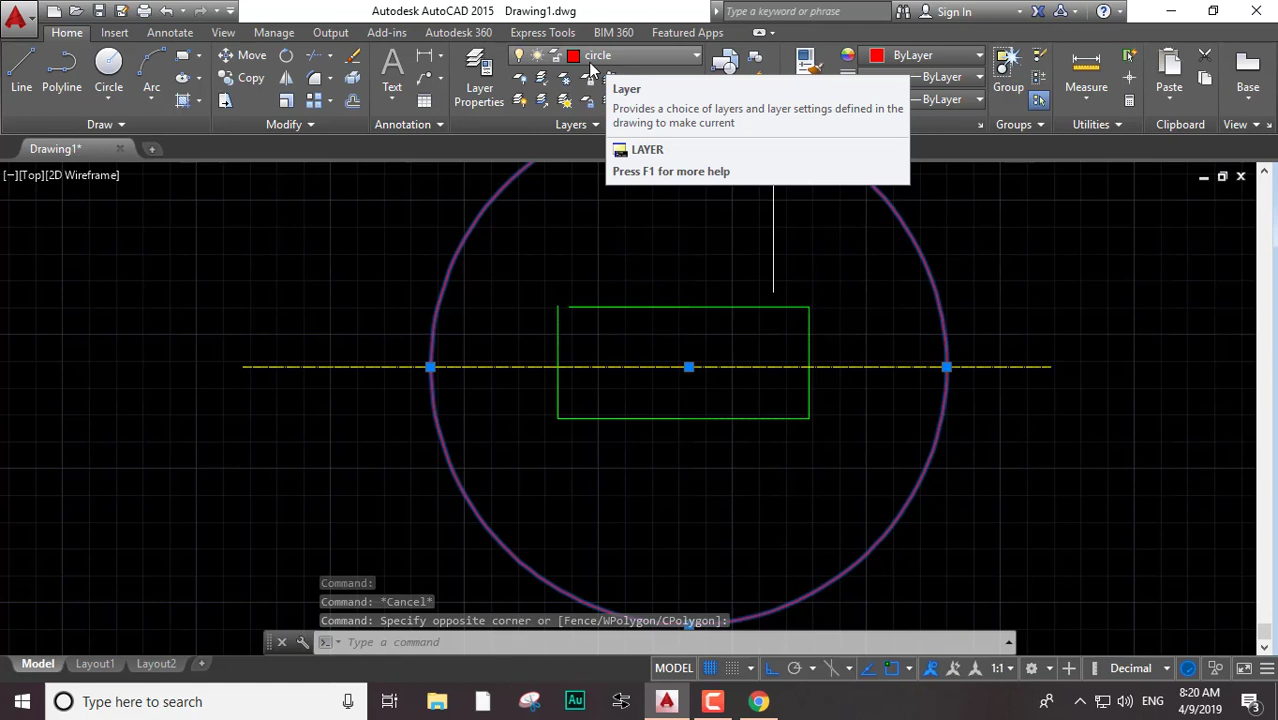 Autodesk AutoCAD 2015 Drawing1.dwg
Type a keyword or phrase
Sign In
Home Insert Annotate View Manage Output Add-ins Autodesk 360 Express Tools BIM 360 Featured Apps
Line
Polyline
Circle
Arc
Move
Copy
Text
Layer
Properties
circle
ByLayer
ByLayer
ByLayer
Group
Measure
Paste
Base
Draw
Modify
Annotation
Layers
Groups
Utilities
Clipboard
View
Layer
Provides a choice of layers and layer settings defined in the
drawing to make current
LAYER
Press F1 for more help
Drawing1*
[−][Top][2D Wireframe]
Command:
Command: *Cancel*
Command: Specify opposite corner or [Fence/WPolygon/CPolygon]:
Type a command
Model Layout1 Layout2
MODEL
1:1
Decimal
Type here to search
Au
ENG
8:20 AM
4/9/2019
3